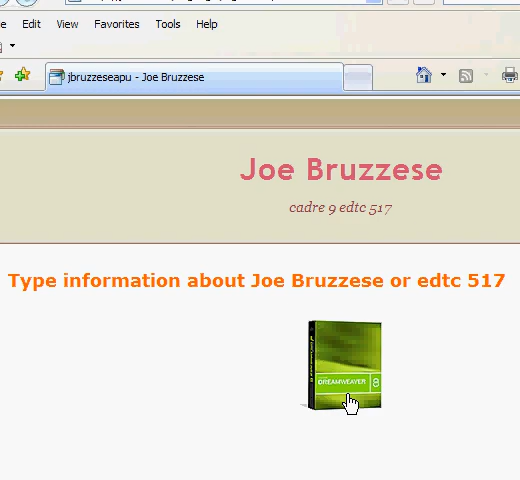 Edit View Favorites Tools Help
jbruzzeseapu - Joe Bruzzese
Joe Bruzzese
cadre 9 edtc 517
Type information about Joe Bruzzese or edtc 517
DREAMWEAVER 8